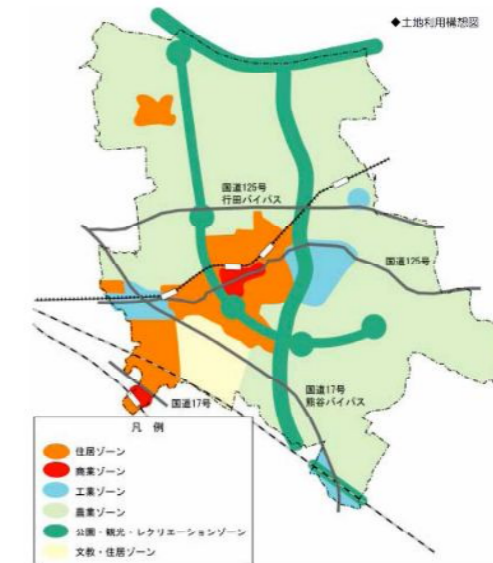 ◆土地利用構想図
国道125号
行田バイパス
国道125号
国道17号
熊谷バイパス
国道17号
凡 例
住居ゾーン
商業ゾーン
工業ゾーン
農業ゾーン
公園・観光・レクリエーションゾーン
文教・住居ゾーン